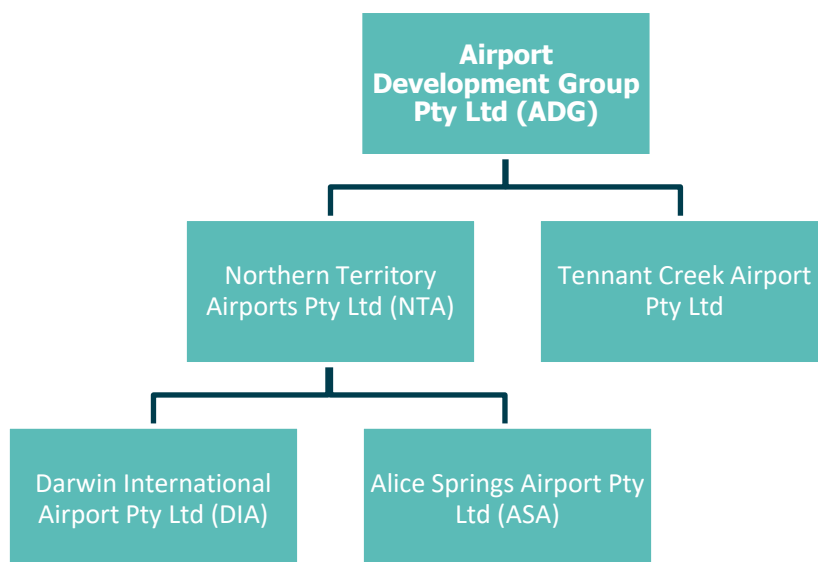 Airport
Development Group
Pty Ltd (ADG)
Northern Territory
Airports Pty Ltd (NTA)
Tennant Creek Airport
Pty Ltd
Darwin International
Airport Pty Ltd (DIA)
Alice Springs Airport Pty
Ltd (ASA)